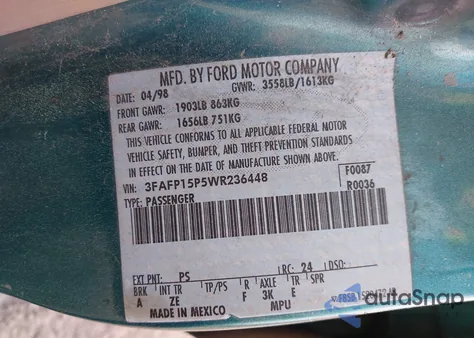 MFD. BY FORD MOTOR COMPANY
DATE: 04/98 GVWR: 3558LB/1613KG
FRONT GAWR: 1903LB 863KG
REAR GAWR: 1656LB 751KG
THIS VEHICLE CONFORMS TO ALL APPLICABLE FEDERAL MOTOR
VEHICLE SAFETY, BUMPER, AND THEFT PREVENTION STANDARDS
IN EFFECT ON THE DATE OF MANUFACTURE SHOWN ABOVE.
VIN: 3FAFP15P5WR236448 F0087
TYPE: PASSENGER R0036
EXT PNT: PS RC: 24 DSO:
BRK INT TR TP/PS R AXLE TR SPR
A ZE F 3K E
MADE IN MEXICO MPU
autoSnap